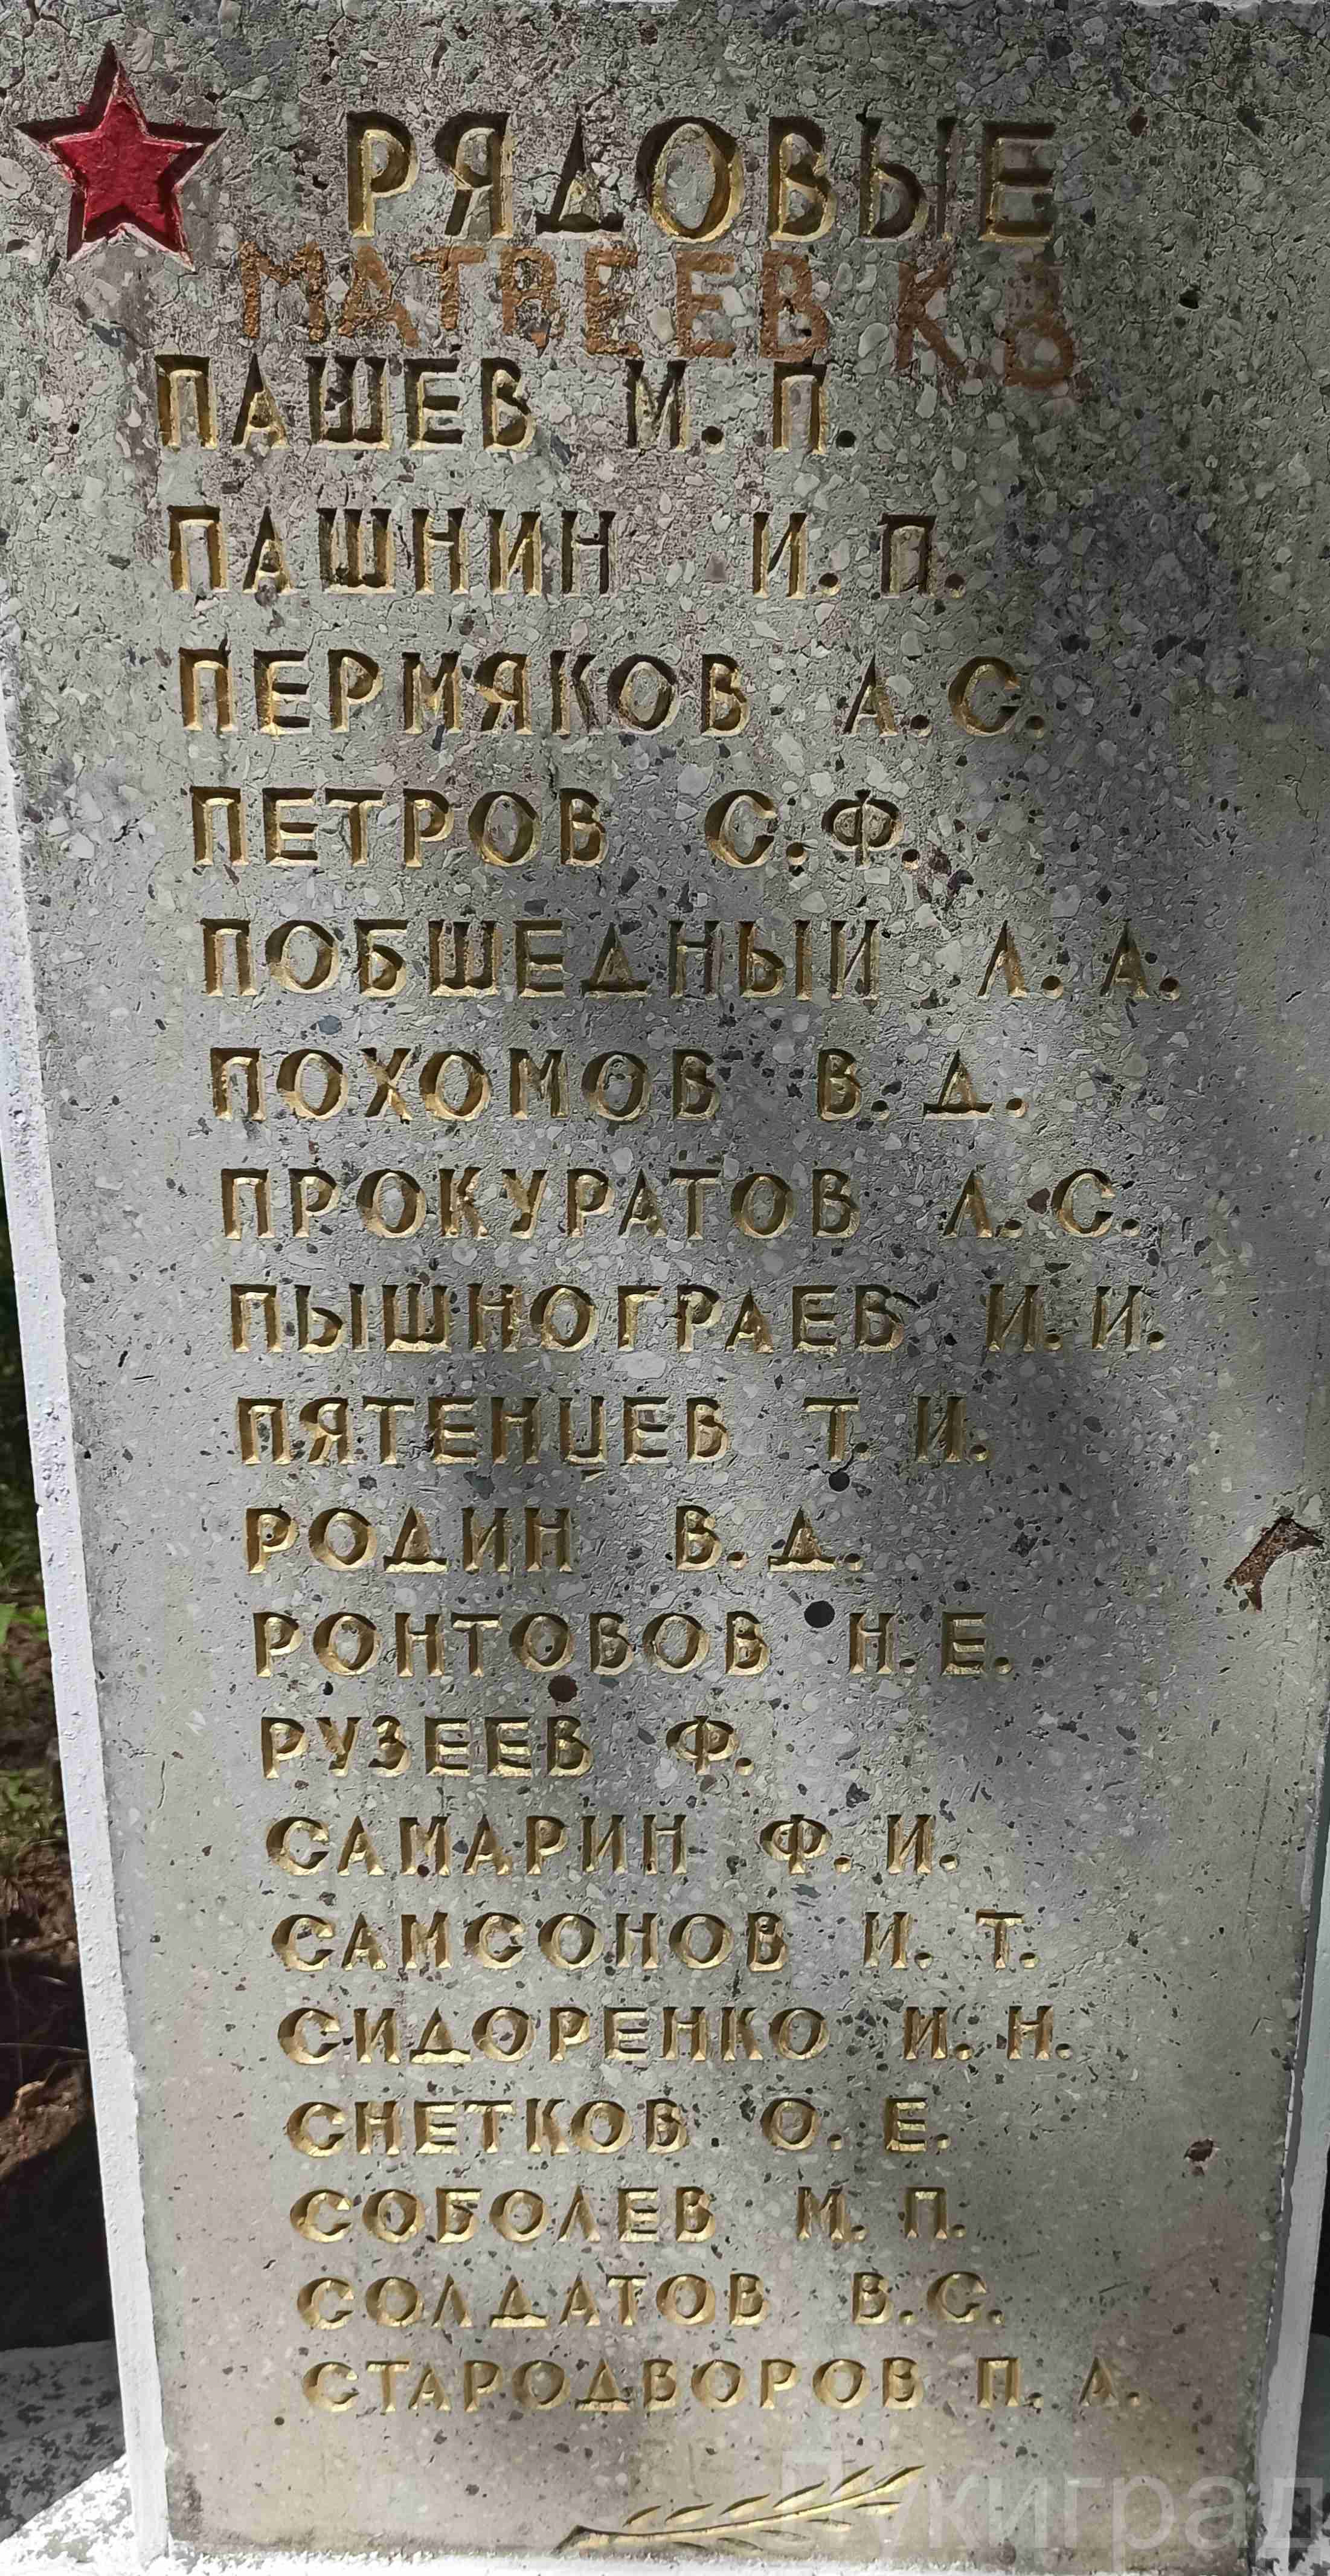 РЯДОВЫЕ
МАТВЕЕВ К.В
ПАШЕВ М. П.
ПАШНИН И. П.
ПЕРМЯКОВ А. С.
ПЕТРОВ С. Ф.
ПОБШЕДНЫЙ Л. А.
ПОХОМОВ В. Д.
ПРОКУРАТОВ Л. С.
ПЫШНОГРАЕВ И. И.
ПЯТЕНЦЕВ Т. И.
РОДИН В. Д.
РОНТОВОВ Н. Е.
РУЗЕЕВ Ф.
САМАРИН Ф. И.
САМСОНОВ И. Т.
СИДОРЕНКО И. Н.
СНЕТКОВ О. Е.
СОБОЛЕВ М. П.
СОЛДАТОВ В. С.
СТАРОДВОРОВ П. А.
Лукиград